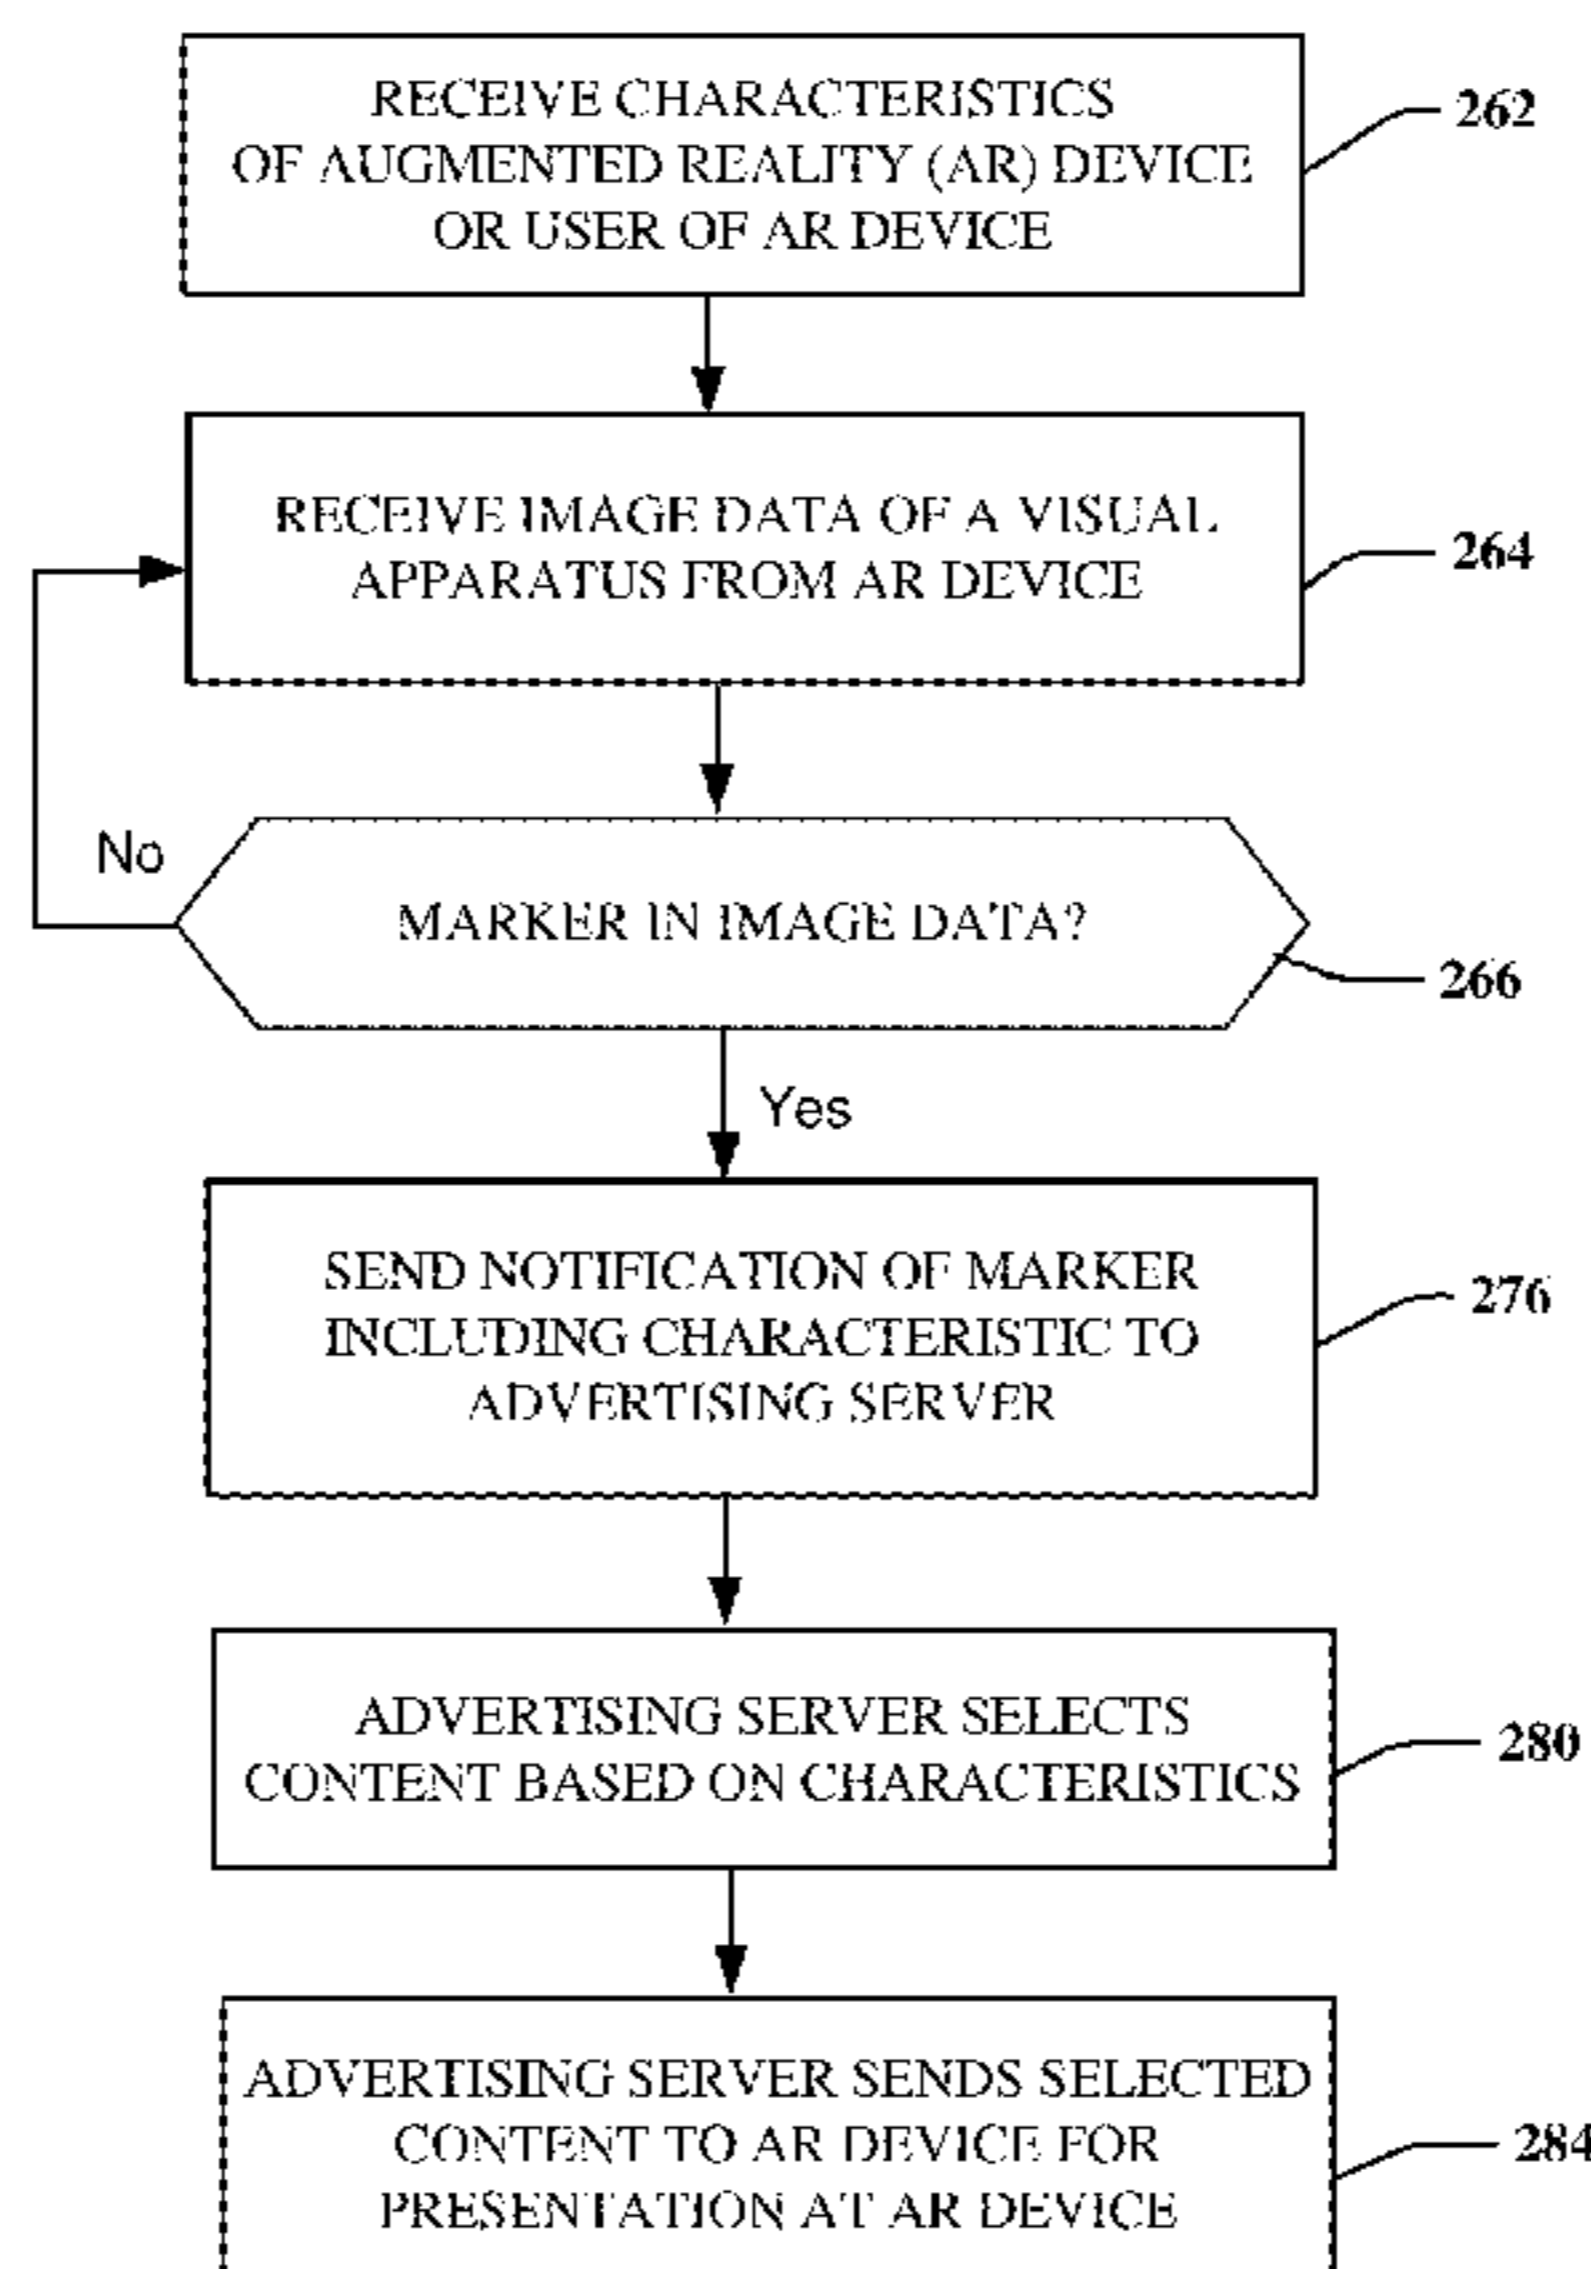 RECEIVE CHARACTERISTICS
OF AUGMENTED REALITY (AR) DEVICE
OR USER OF AR DEVICE
262
RECEIVE IMAGE DATA OF A VISUAL
APPARATUS FROM AR DEVICE
264
No
MARKER IN IMAGE DATA?
266
Yes
SEND NOTIFICATION OF MARKER
INCLUDING CHARACTERISTIC TO
ADVERTISING SERVER
276
ADVERTISING SERVER SELECTS
CONTENT BASED ON CHARACTERISTICS
280
ADVERTISING SERVER SENDS SELECTED
CONTENT TO AR DEVICE FOR
PRESENTATION AT AR DEVICE
284